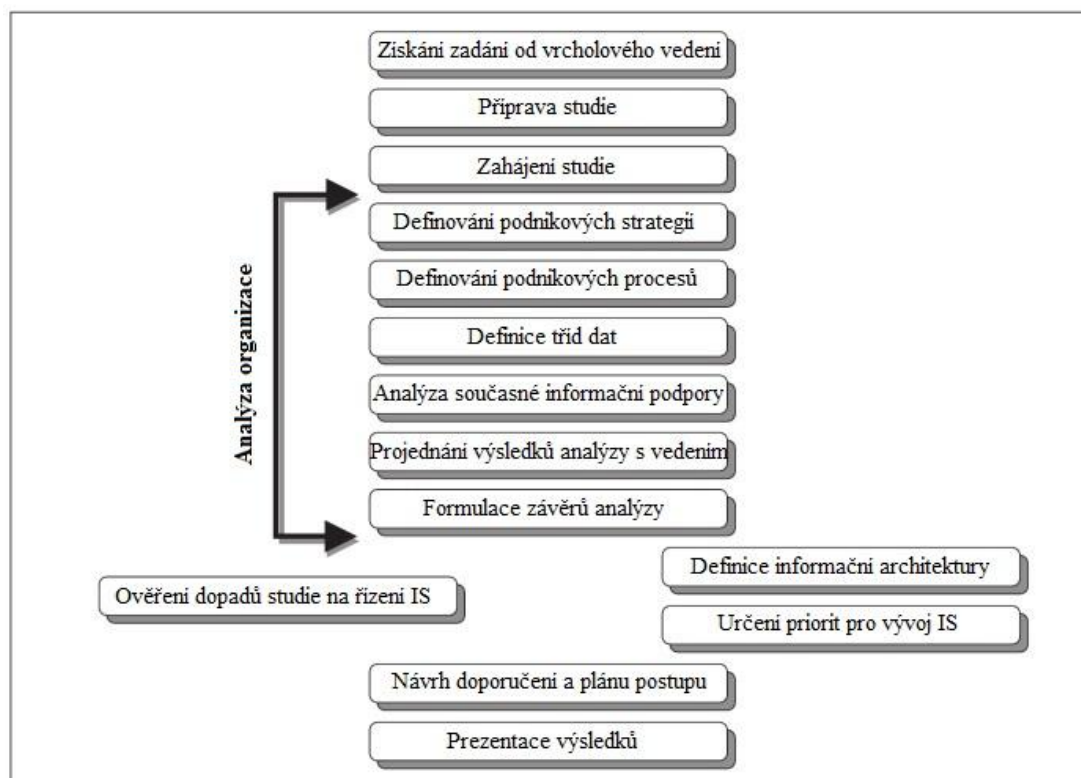 Získání zadání od vrcholového vedení
Příprava studie
Zahájení studie
Definování podnikových strategií
Definování podnikových procesů
Definice tříd dat
Analýza současné informační podpory
Projednání výsledků analýzy s vedením
Formulace závěrů analýzy
Analýza organizace
Definice informační architektury
Ověření dopadů studie na řízení IS
Určení priorit pro vývoj IS
Návrh doporučení a plánu postupu
Prezentace výsledků